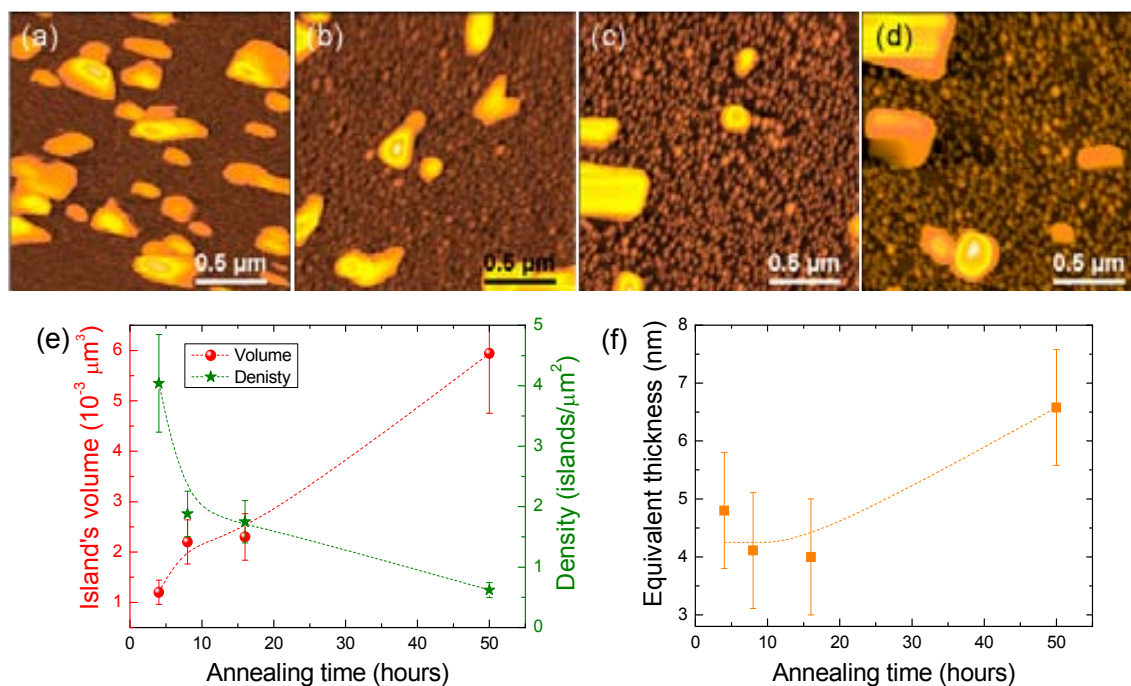 (a)
(b)
(c)
(d)
0.5 µm
0.5 µm
0.5 µm
0.5 µm
(e)
Volume
Denisty
Island's volume (10⁻³ µm³)
6
5
4
3
2
1
5
4
3
2
1
0
Density (islands/µm²)
0 10 20 30 40 50
Annealing time (hours)
(f)
Equivalent thickness (nm)
8
7
6
5
4
3
0 10 20 30 40 50
Annealing time (hours)